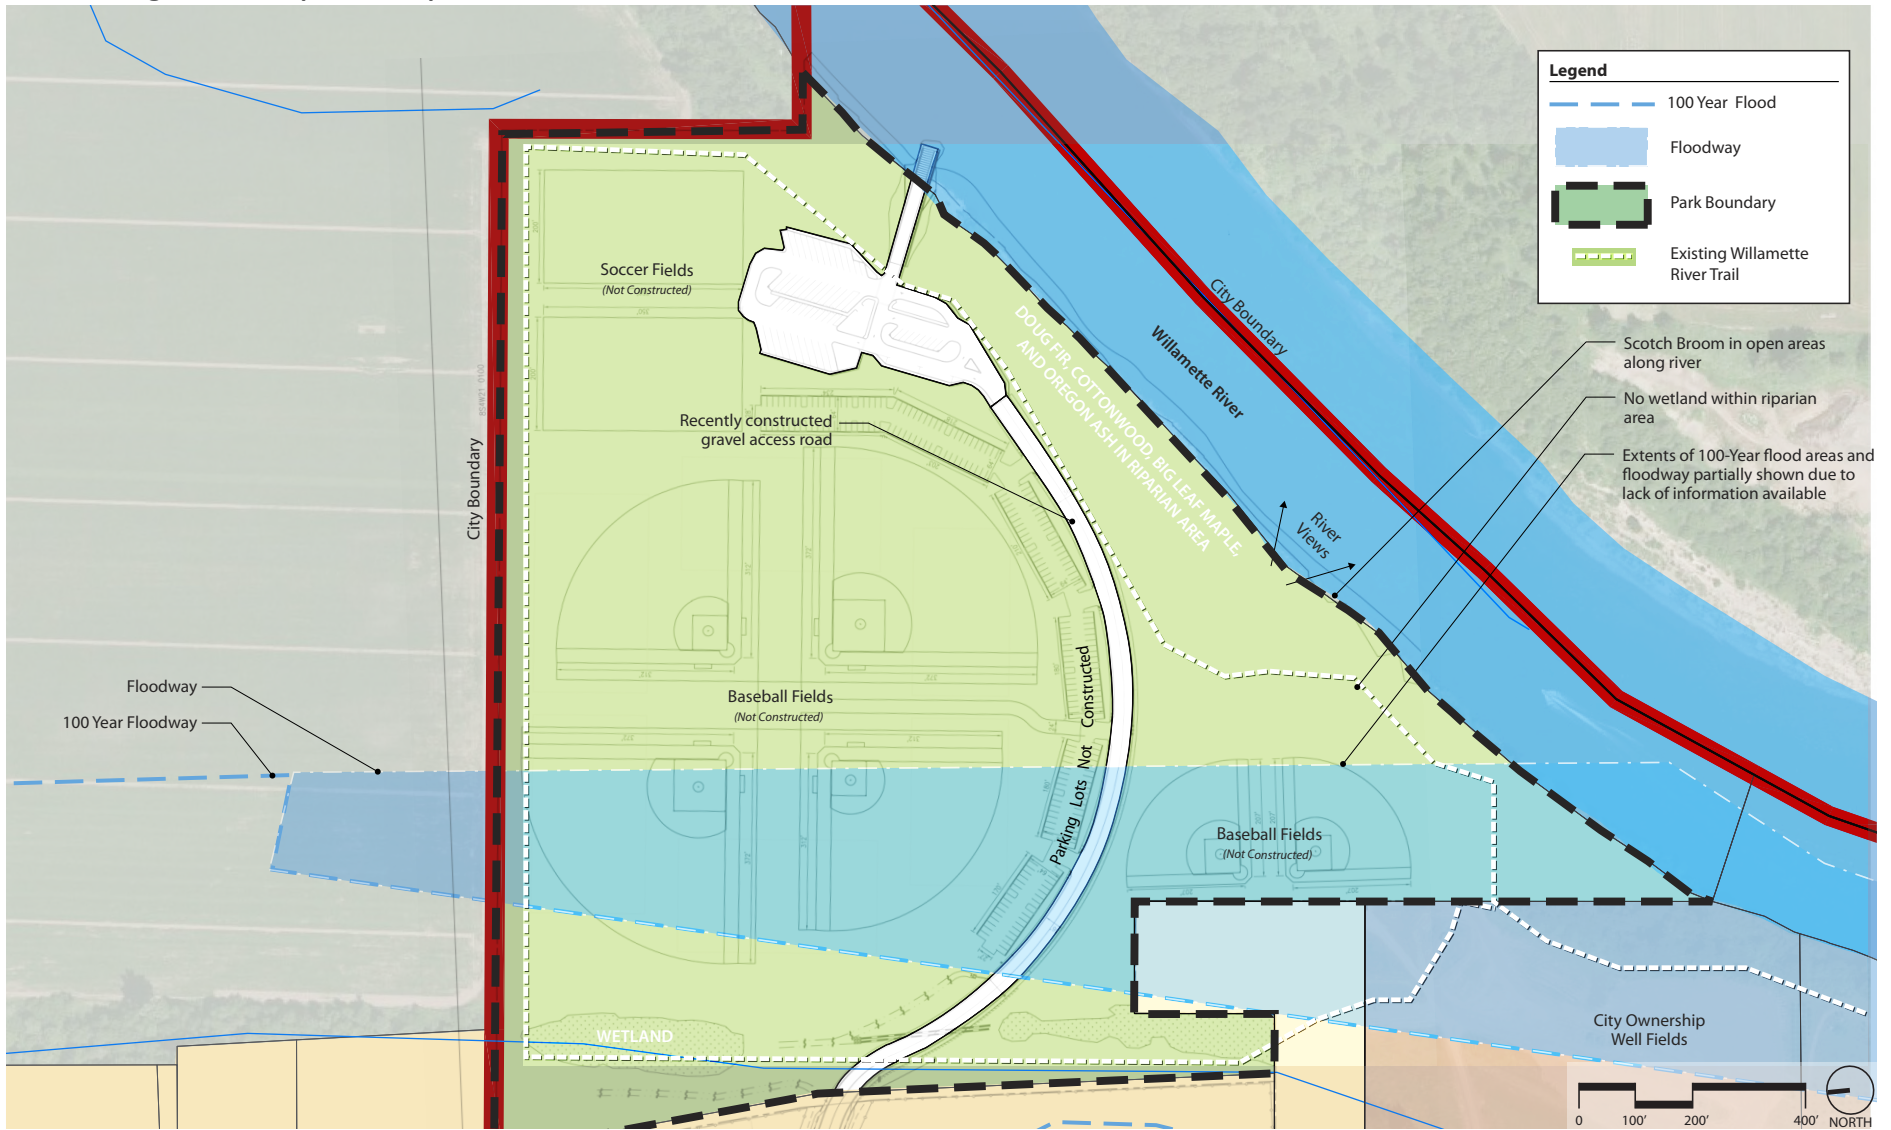 Legend
100 Year Flood
Floodway
Park Boundary
Existing Willamette
River Trail
City Boundary
Willamette River
Scotch Broom in open areas
along river
No wetland within riparian
area
Extents of 100-Year flood areas and
floodway partially shown due to
lack of information available
Soccer Fields
(Not Constructed)
DOUG FIR, COTTONWOOD, BIG LEAF MAPLE,
AND OREGON ASH IN RIPARIAN AREA
Recently constructed
gravel access road
City Boundary
River
Views
Floodway
100 Year Floodway
Baseball Fields
(Not Constructed)
Parking Lots Not Constructed
Baseball Fields
(Not Constructed)
WETLAND
City Ownership
Well Fields
0 100' 200' 400'
NORTH